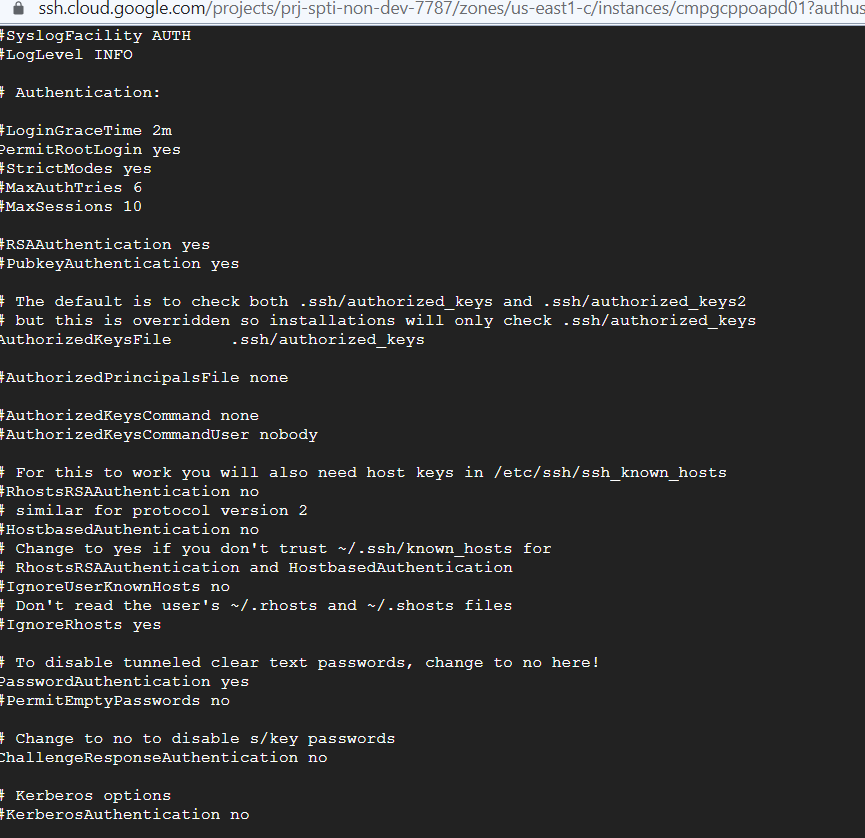 ssh.cloud.google.com/projects/prj-spti-non-dev-7787/zones/us-east1-c/instances/cmpgcppoapd01?authus
#SyslogFacility AUTH
#LogLevel INFO
# Authentication:
#LoginGraceTime 2m
PermitRootLogin yes
#StrictModes yes
#MaxAuthTries 6
#MaxSessions 10
#RSAAuthentication yes
#PubkeyAuthentication yes
# The default is to check both .ssh/authorized_keys and .ssh/authorized_keys2
# but this is overridden so installations will only check .ssh/authorized_keys
AuthorizedKeysFile      .ssh/authorized_keys
#AuthorizedPrincipalsFile none
#AuthorizedKeysCommand none
#AuthorizedKeysCommandUser nobody
# For this to work you will also need host keys in /etc/ssh/ssh_known_hosts
#RhostsRSAAuthentication no
# similar for protocol version 2
#HostbasedAuthentication no
# Change to yes if you don't trust ~/.ssh/known_hosts for
# RhostsRSAAuthentication and HostbasedAuthentication
#IgnoreUserKnownHosts no
# Don't read the user's ~/.rhosts and ~/.shosts files
#IgnoreRhosts yes
# To disable tunneled clear text passwords, change to no here!
PasswordAuthentication yes
#PermitEmptyPasswords no
# Change to no to disable s/key passwords
ChallengeResponseAuthentication no
# Kerberos options
#KerberosAuthentication no